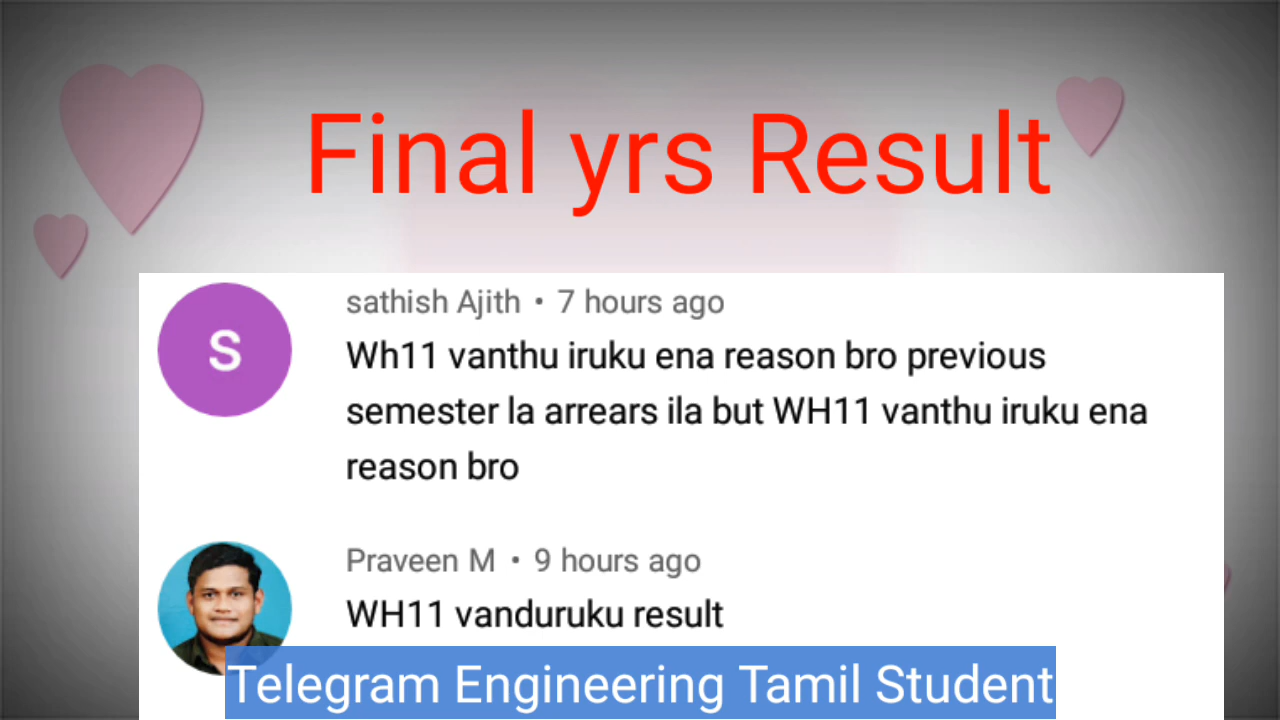 Final yrs Result
S
sathish Ajith • 7 hours ago
Wh11 vanthu iruku ena reason bro previous
semester la arrears ila but WH11 vanthu iruku ena
reason bro
Praveen M • 9 hours ago
WH11 vanduruku result
Telegram Engineering Tamil Student